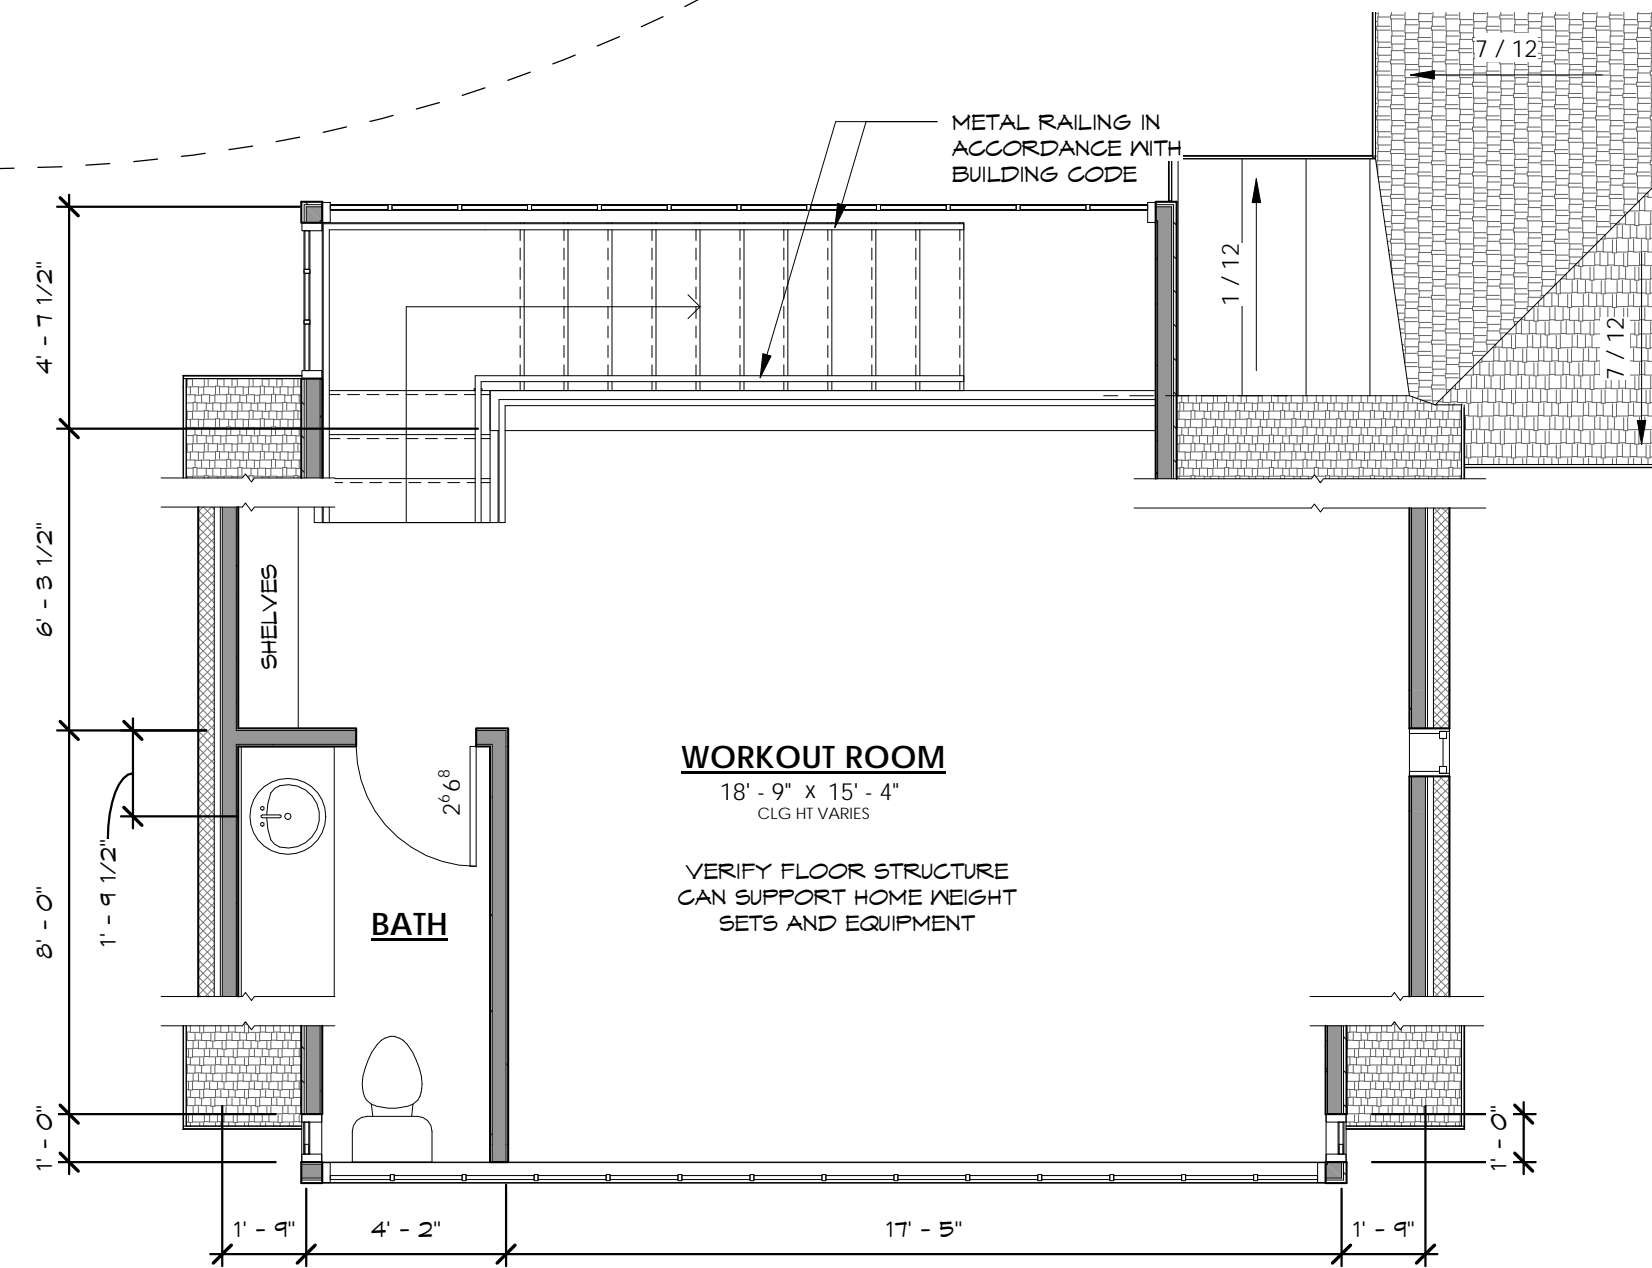 7 / 12
METAL RAILING IN
ACCORDANCE WITH
BUILDING CODE
1 / 12
7 / 12
4' - 7 1/2"
6' - 3 1/2"
SHELVES
WORKOUT ROOM
18' - 9" x 15' - 4"
CLG HT VARIES
2⁶6⁸
VERIFY FLOOR STRUCTURE
CAN SUPPORT HOME WEIGHT
SETS AND EQUIPMENT
1' - 9 1/2"
8' - 0"
BATH
1' - 0"
1' - 0"
1' - 9"
4' - 2"
17' - 5"
1' - 9"